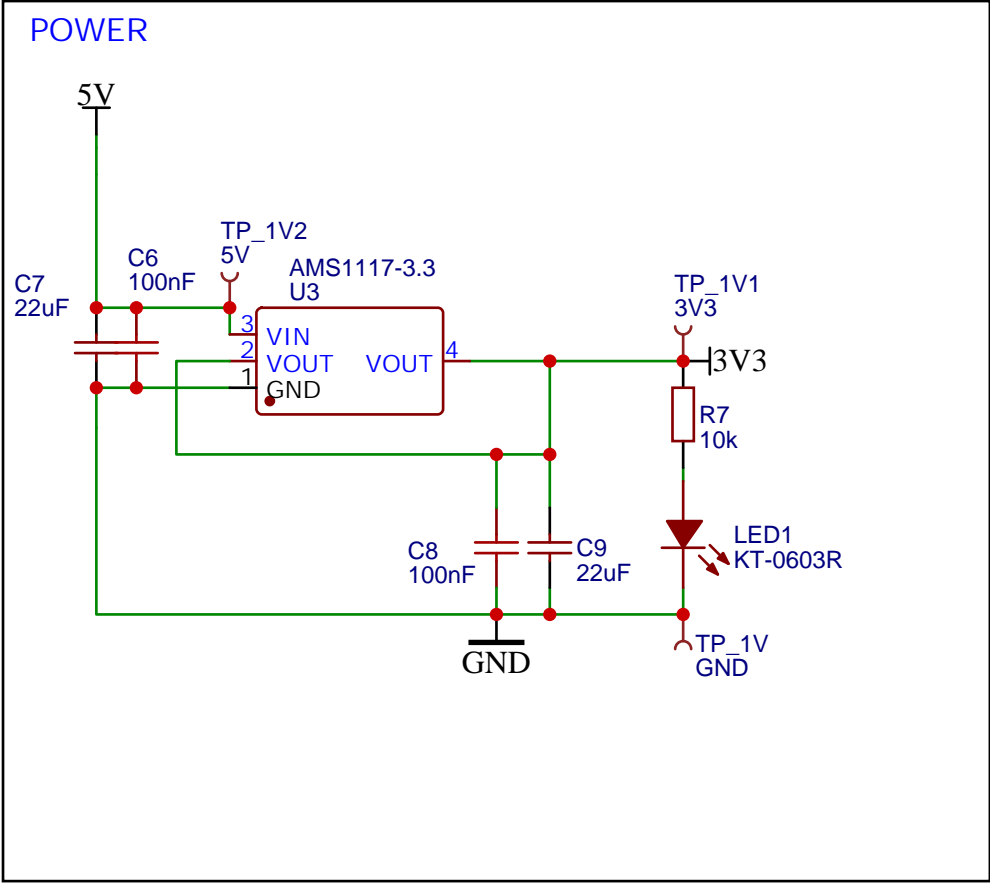 POWER
5V
TP_1V2
5V
C6
100nF
C7
22uF
AMS1117-3.3
U3
TP_1V1
3V3
3
VIN
2
VOUT
VOUT
4
1
GND
3V3
R7
10k
C8
100nF
C9
22uF
LED1
KT-0603R
GND
TP_1V
GND